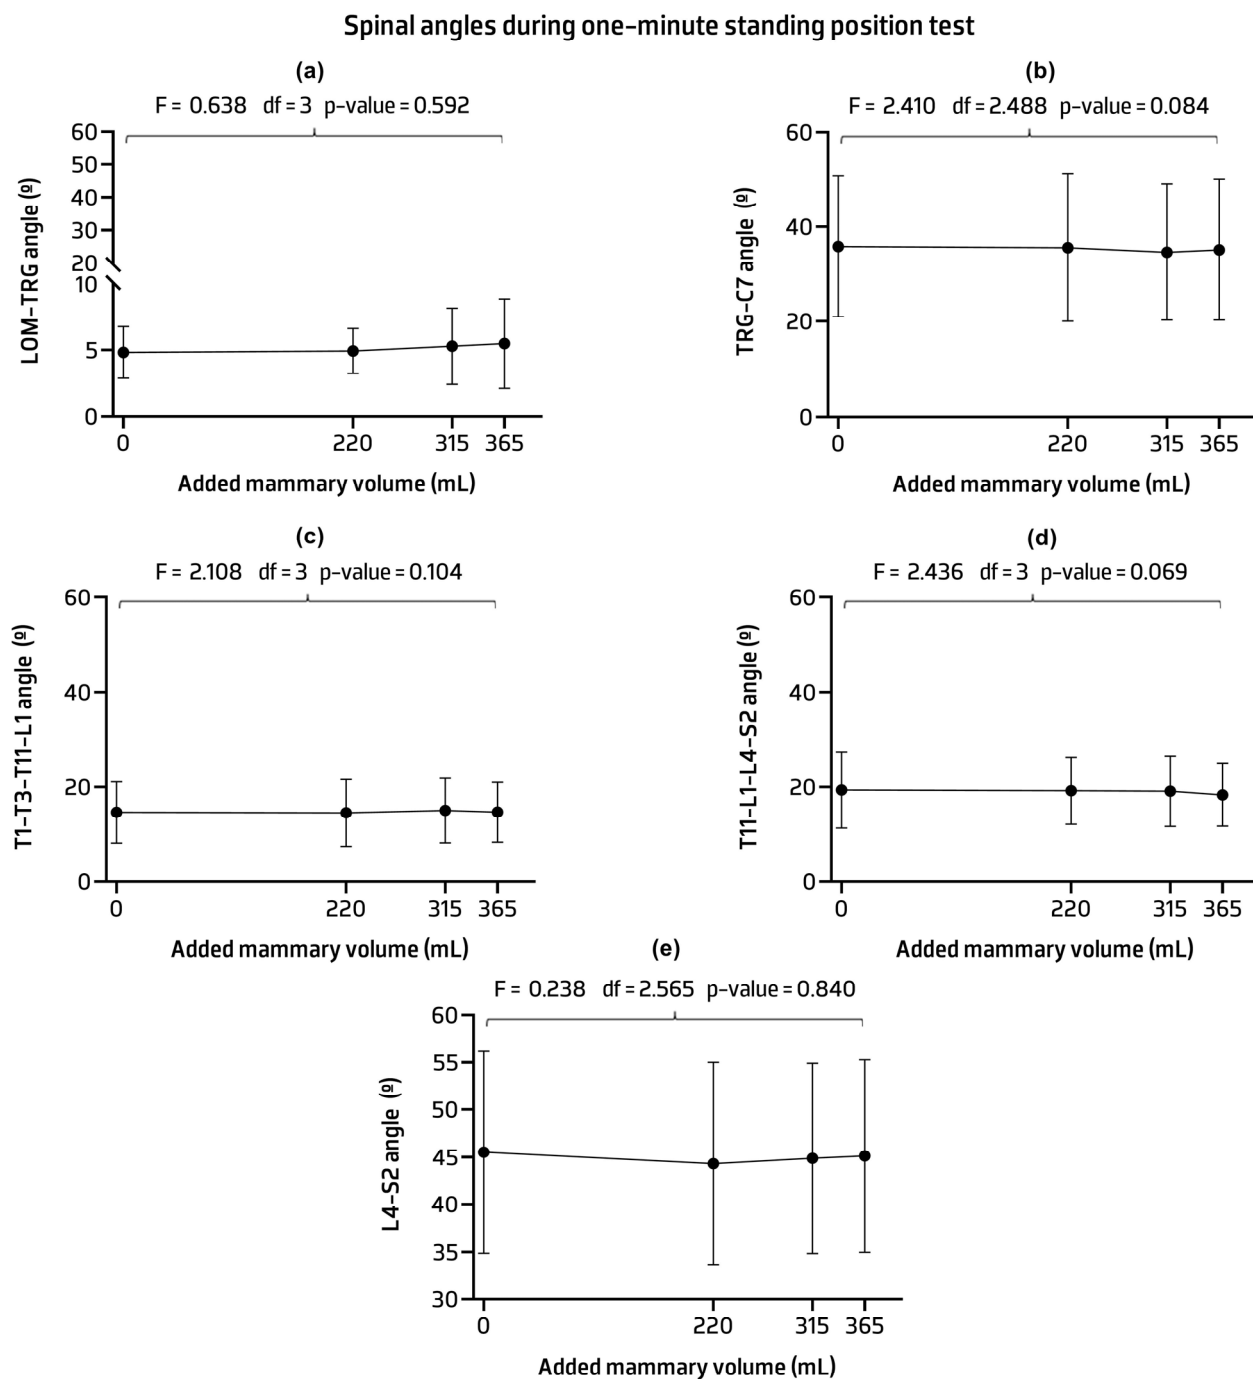 Spinal angles during one-minute standing position test
(a)
F = 0.638 df = 3 p-value = 0.592
60
50
40
30
20
10
5
0
LOM-TRG angle (º)
0 220 315 365
Added mammary volume (mL)
(b)
F = 2.410 df = 2.488 p-value = 0.084
60
40
20
0
TRG-C7 angle (º)
0 220 315 365
Added mammary volume (mL)
(c)
F = 2.108 df = 3 p-value = 0.104
60
40
20
0
T1-T3-T11-L1 angle (º)
0 220 315 365
Added mammary volume (mL)
(d)
F = 2.436 df = 3 p-value = 0.069
60
40
20
0
T11-L1-L4-S2 angle (º)
0 220 315 365
Added mammary volume (mL)
(e)
F = 0.238 df = 2.565 p-value = 0.840
60
55
50
45
40
35
30
L4-S2 angle (º)
0 220 315 365
Added mammary volume (mL)